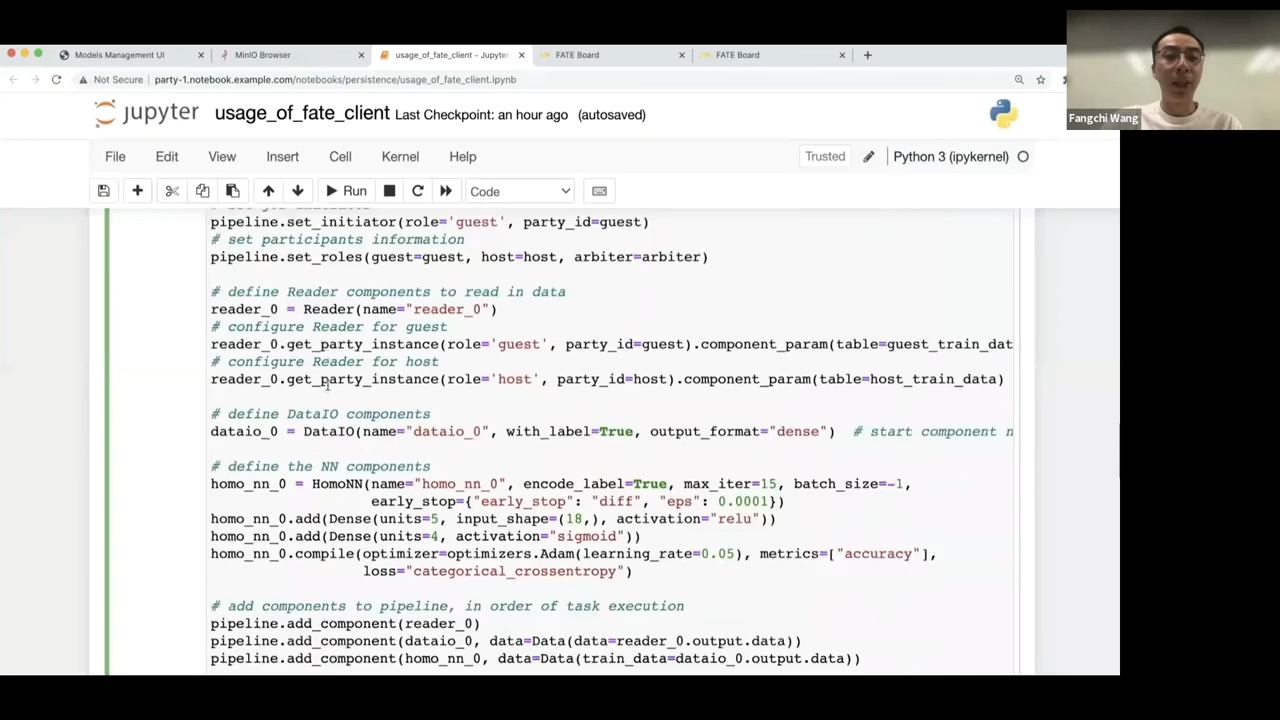 Models Management UI
MinIO Browser
usage_of_fate_client - Jupyter
FATE Board
FATE Board
Not Secure
party-1.notebook.example.com/notebooks/persistence/usage_of_fate_client.ipynb
Fangchi Wang
jupyter
usage_of_fate_client Last Checkpoint: an hour ago (autosaved)
File Edit View Insert Cell Kernel Help
Trusted
Python 3 (ipykernel)
Run
Code
pipeline.set_initiator(role='guest', party_id=guest)
# set participants information
pipeline.set_roles(guest=guest, host=host, arbiter=arbiter)
# define Reader components to read in data
reader_0 = Reader(name="reader_0")
# configure Reader for guest
reader_0.get_party_instance(role='guest', party_id=guest).component_param(table=guest_train_dat
# configure Reader for host
reader_0.get_party_instance(role='host', party_id=host).component_param(table=host_train_data)
# define DataIO components
dataio_0 = DataIO(name="dataio_0", with_label=True, output_format="dense")  # start component n
# define the NN components
homo_nn_0 = HomoNN(name="homo_nn_0", encode_label=True, max_iter=15, batch_size=-1,
early_stop={"early_stop": "diff", "eps": 0.0001})
homo_nn_0.add(Dense(units=5, input_shape=(18,), activation="relu"))
homo_nn_0.add(Dense(units=4, activation="sigmoid"))
homo_nn_0.compile(optimizer=optimizers.Adam(learning_rate=0.05), metrics=["accuracy"],
loss="categorical_crossentropy")
# add components to pipeline, in order of task execution
pipeline.add_component(reader_0)
pipeline.add_component(dataio_0, data=Data(data=reader_0.output.data))
pipeline.add_component(homo_nn_0, data=Data(train_data=dataio_0.output.data))